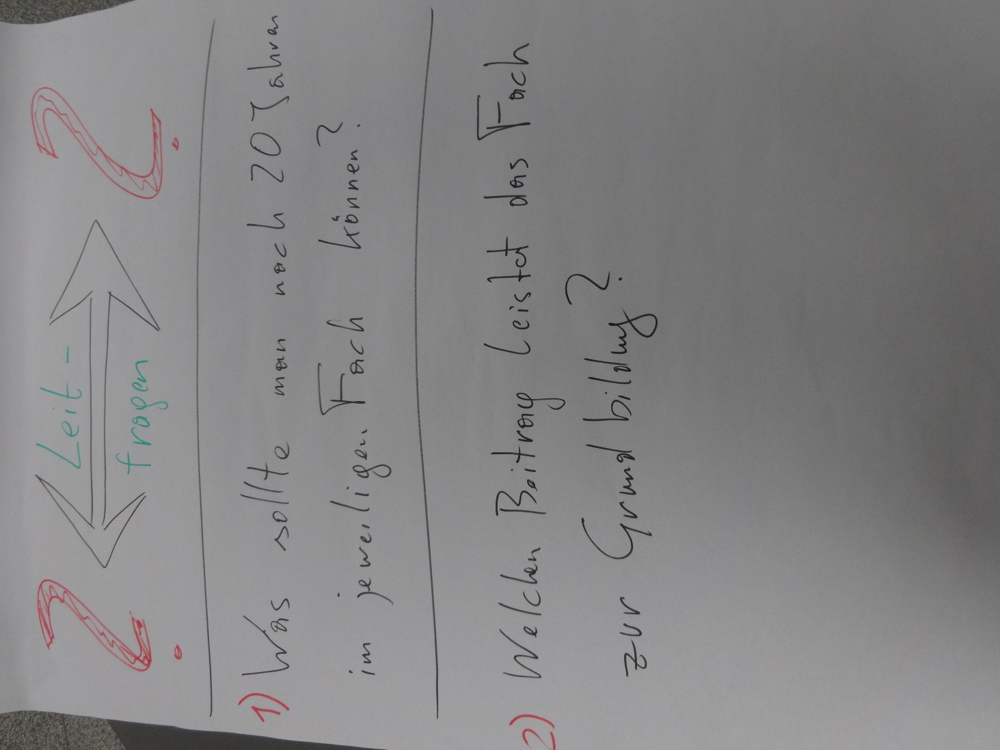 ? Leit- ?
fragen
1) Was sollte man nach 20 Jahren
im jeweiligen Fach können?
2) Welchen Beitrag leistet das Fach
zur Grundbildung?